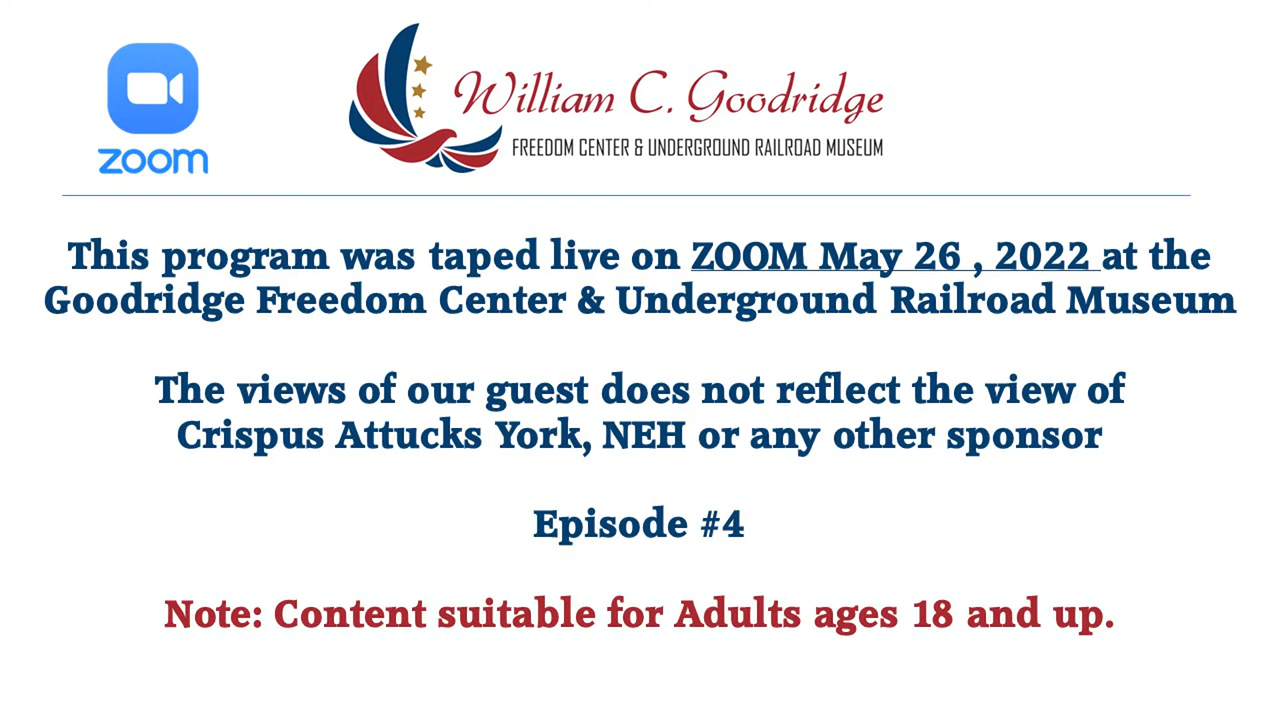 zoom
William C. Goodridge
FREEDOM CENTER & UNDERGROUND RAILROAD MUSEUM
This program was taped live on ZOOM May 26 , 2022 at the
Goodridge Freedom Center & Underground Railroad Museum
The views of our guest does not reflect the view of
Crispus Attucks York, NEH or any other sponsor
Episode #4
Note: Content suitable for Adults ages 18 and up.